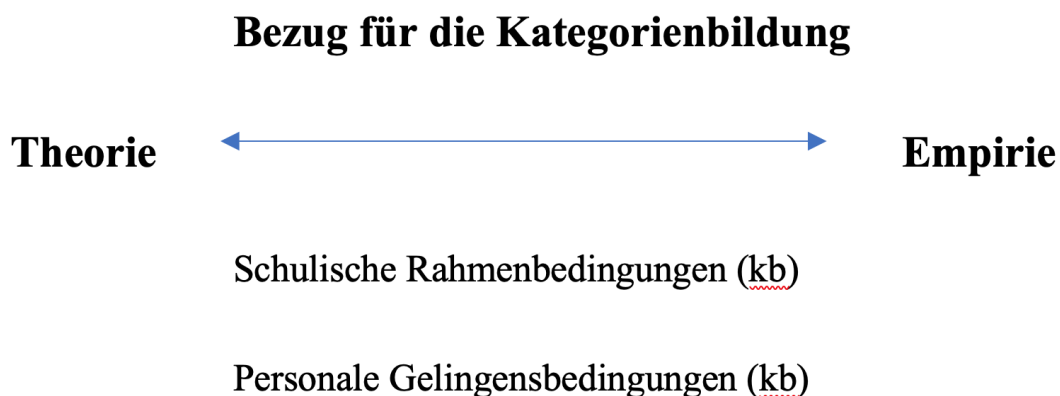 Bezug für die Kategorienbildung
Theorie Empirie
Schulische Rahmenbedingungen (kb)
Personale Gelingensbedingungen (kb)